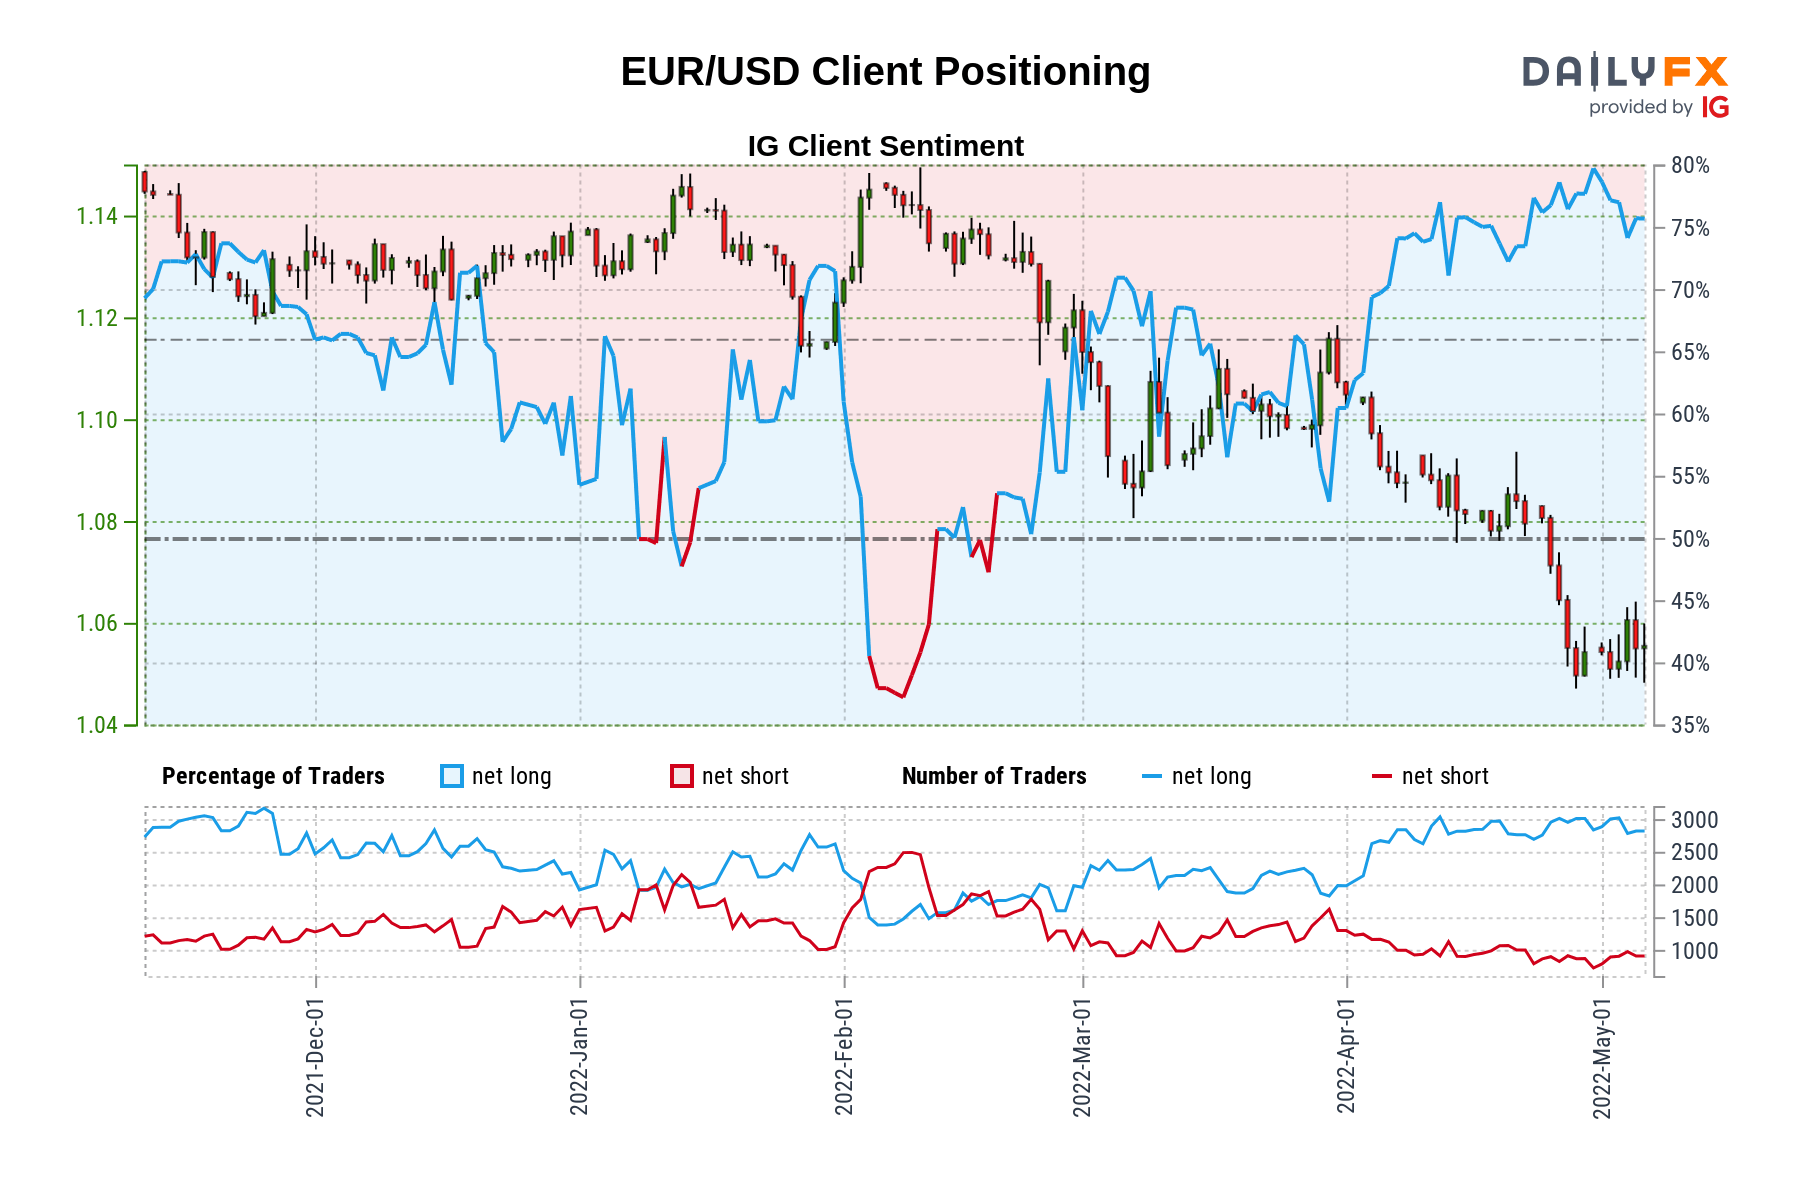 EUR/USD Client Positioning
DAILYFX
provided by IG
IG Client Sentiment
1.14
1.12
1.10
1.08
1.06
1.04
80%
75%
70%
65%
60%
55%
50%
45%
40%
35%
Percentage of Traders net long net short Number of Traders net long net short
3000
2500
2000
1500
1000
2021-Dec-01
2022-Jan-01
2022-Feb-01
2022-Mar-01
2022-Apr-01
2022-May-01